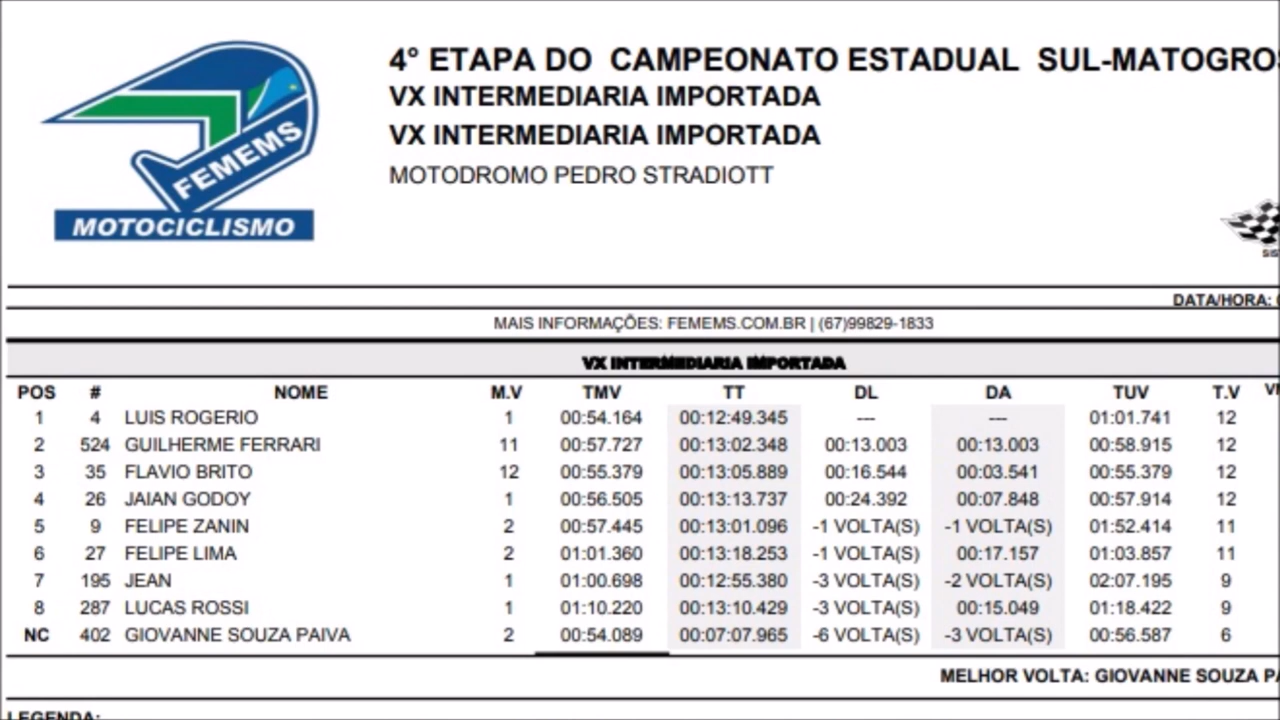 FEMEMS
MOTOCICLISMO
4° ETAPA DO CAMPEONATO ESTADUAL SUL-MATOGROS
VX INTERMEDIARIA IMPORTADA
VX INTERMEDIARIA IMPORTADA
MOTODROMO PEDRO STRADIOTT
DATA/HORA:
MAIS INFORMAÇÕES: FEMEMS.COM.BR | (67)99829-1833
VX INTERMEDIARIA IMPORTADA
POS # NOME M.V TMV TT DL DA TUV T.V
1 4 LUIS ROGERIO 1 00:54.164 00:12:49.345 --- --- 01:01.741 12
2 524 GUILHERME FERRARI 11 00:57.727 00:13:02.348 00:13.003 00:13.003 00:58.915 12
3 35 FLAVIO BRITO 12 00:55.379 00:13:05.889 00:16.544 00:03.541 00:55.379 12
4 26 JAIAN GODOY 1 00:56.505 00:13:13.737 00:24.392 00:07.848 00:57.914 12
5 9 FELIPE ZANIN 2 00:57.445 00:13:01.096 -1 VOLTA(S) -1 VOLTA(S) 01:52.414 11
6 27 FELIPE LIMA 2 01:01.360 00:13:18.253 -1 VOLTA(S) 00:17.157 01:03.857 11
7 195 JEAN 1 01:00.698 00:12:55.380 -3 VOLTA(S) -2 VOLTA(S) 02:07.195 9
8 287 LUCAS ROSSI 1 01:10.220 00:13:10.429 -3 VOLTA(S) 00:15.049 01:18.422 9
NC 402 GIOVANNE SOUZA PAIVA 2 00:54.089 00:07:07.965 -6 VOLTA(S) -3 VOLTA(S) 00:56.587 6
MELHOR VOLTA: GIOVANNE SOUZA PA
LEGENDA: